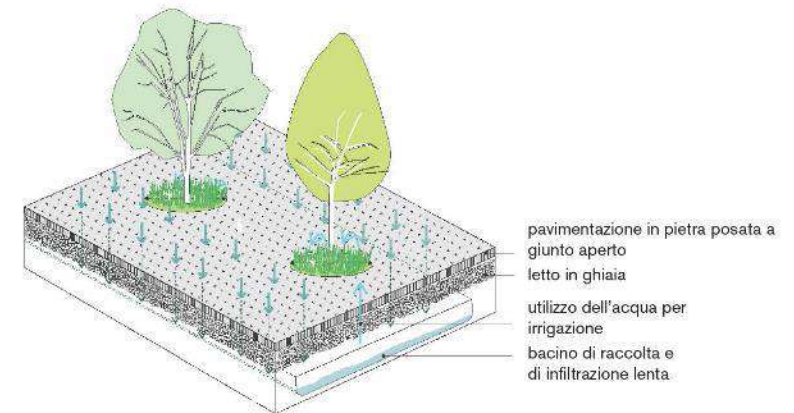 pavimentazione in pietra posata a
giunto aperto
letto in ghiaia
utilizzo dell'acqua per
irrigazione
bacino di raccolta e
di infiltrazione lenta